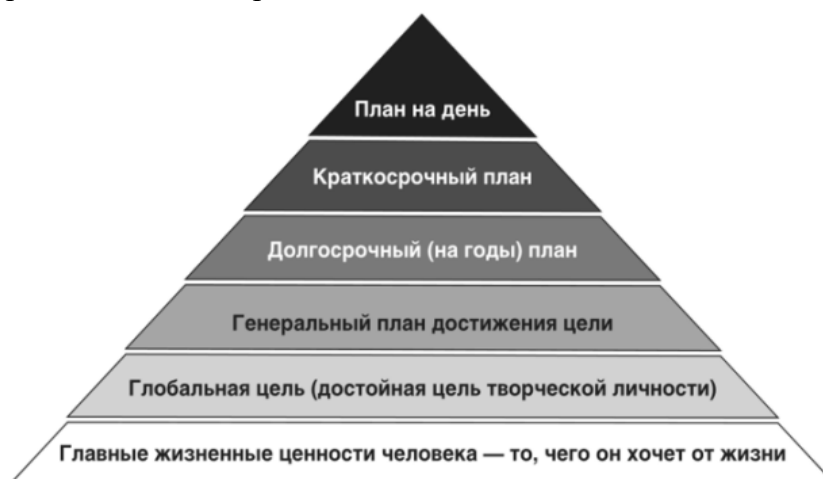 План на день
Краткосрочный план
Долгосрочный (на годы) план
Генеральный план достижения цели
Глобальная цель (достойная цель творческой личности)
Главные жизненные ценности человека — то, чего он хочет от жизни